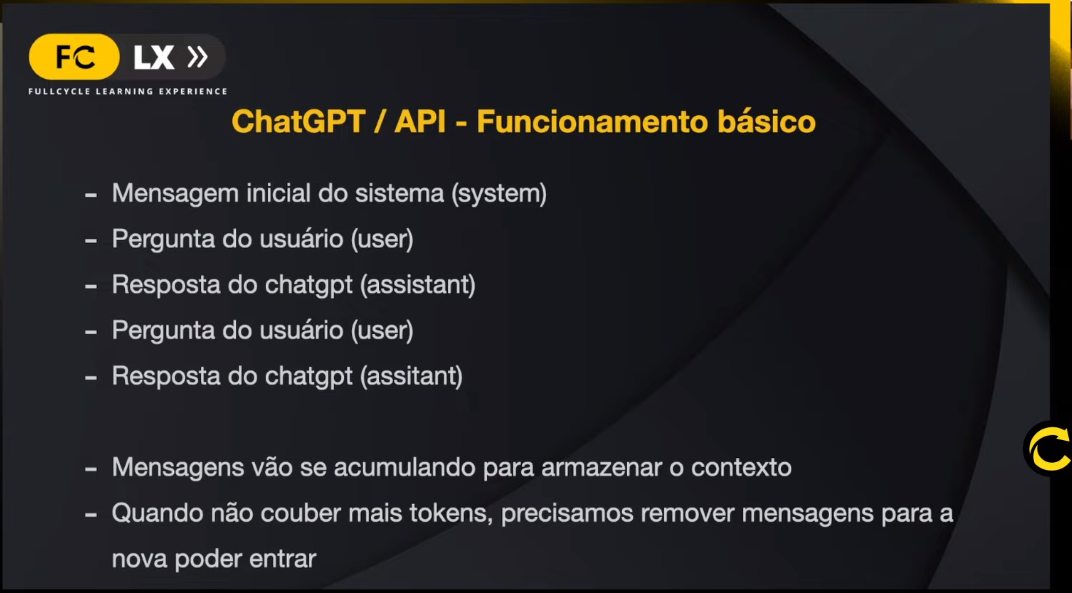 FC LX »
FULLCYCLE LEARNING EXPERIENCE
ChatGPT / API - Funcionamento básico
- Mensagem inicial do sistema (system)
- Pergunta do usuário (user)
- Resposta do chatgpt (assistant)
- Pergunta do usuário (user)
- Resposta do chatgpt (assitant)
- Mensagens vão se acumulando para armazenar o contexto
- Quando não couber mais tokens, precisamos remover mensagens para a
nova poder entrar